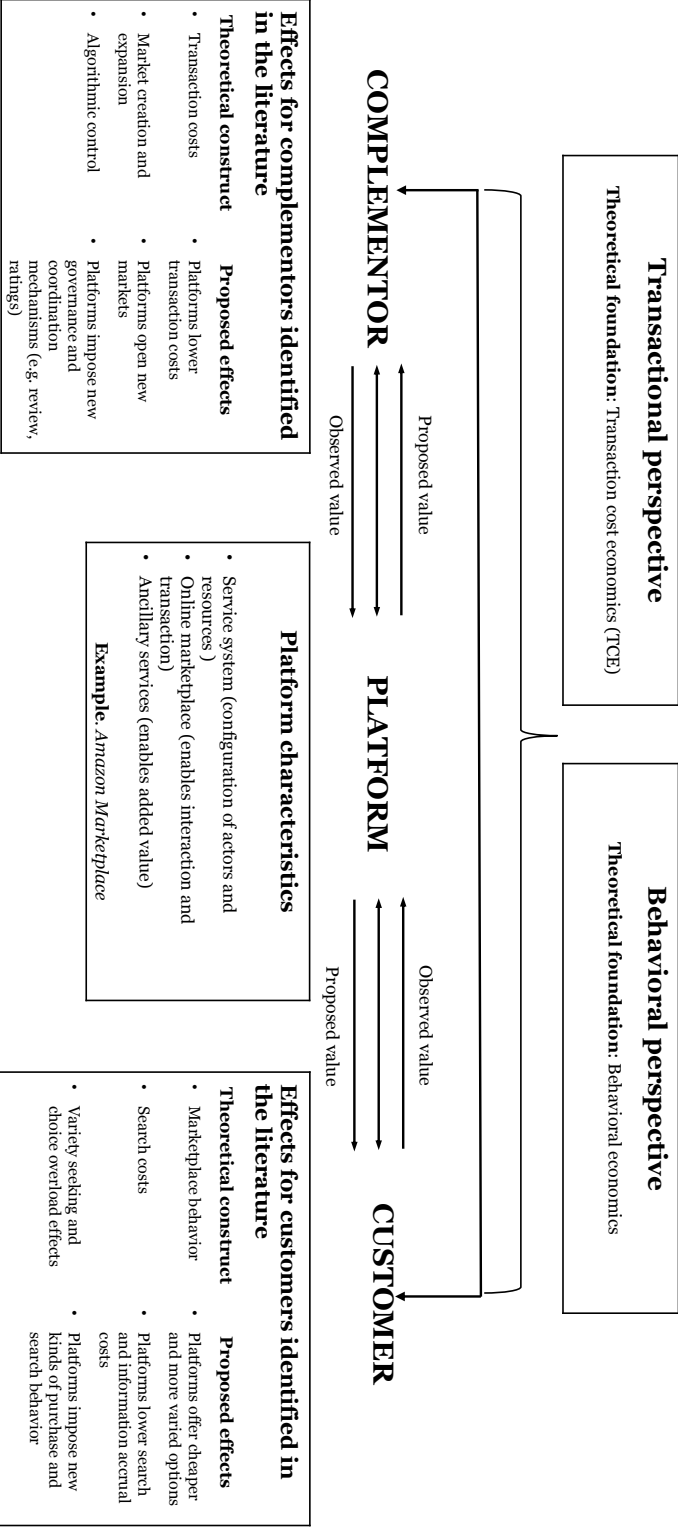 Transactional perspective
Theoretical foundation: Transaction cost economics (TCE)
Behavioral perspective
Theoretical foundation: Behavioral economics
COMPLEMENTOR
Proposed value
Observed value
PLATFORM
Observed value
Proposed value
CUSTOMER
Effects for complementors identified
in the literature
Theoretical construct
• Transaction costs
• Market creation and
expansion
• Algorithmic control
Proposed effects
• Platforms lower
transaction costs
• Platforms open new
markets
• Platforms impose new
governance and
coordination
mechanisms (e.g. review,
ratings)
Platform characteristics
• Service system (configuration of actors and
resources )
• Online marketplace (enables interaction and
transaction)
• Ancillary services (enables added value)
Example. Amazon Marketplace
Effects for customers identified in
the literature
Theoretical construct
• Marketplace behavior
• Search costs
• Variety seeking and
choice overload effects
Proposed effects
• Platforms offer cheaper
and more varied options
• Platforms lower search
and information accrual
costs
• Platforms impose new
kinds of purchase and
search behavior